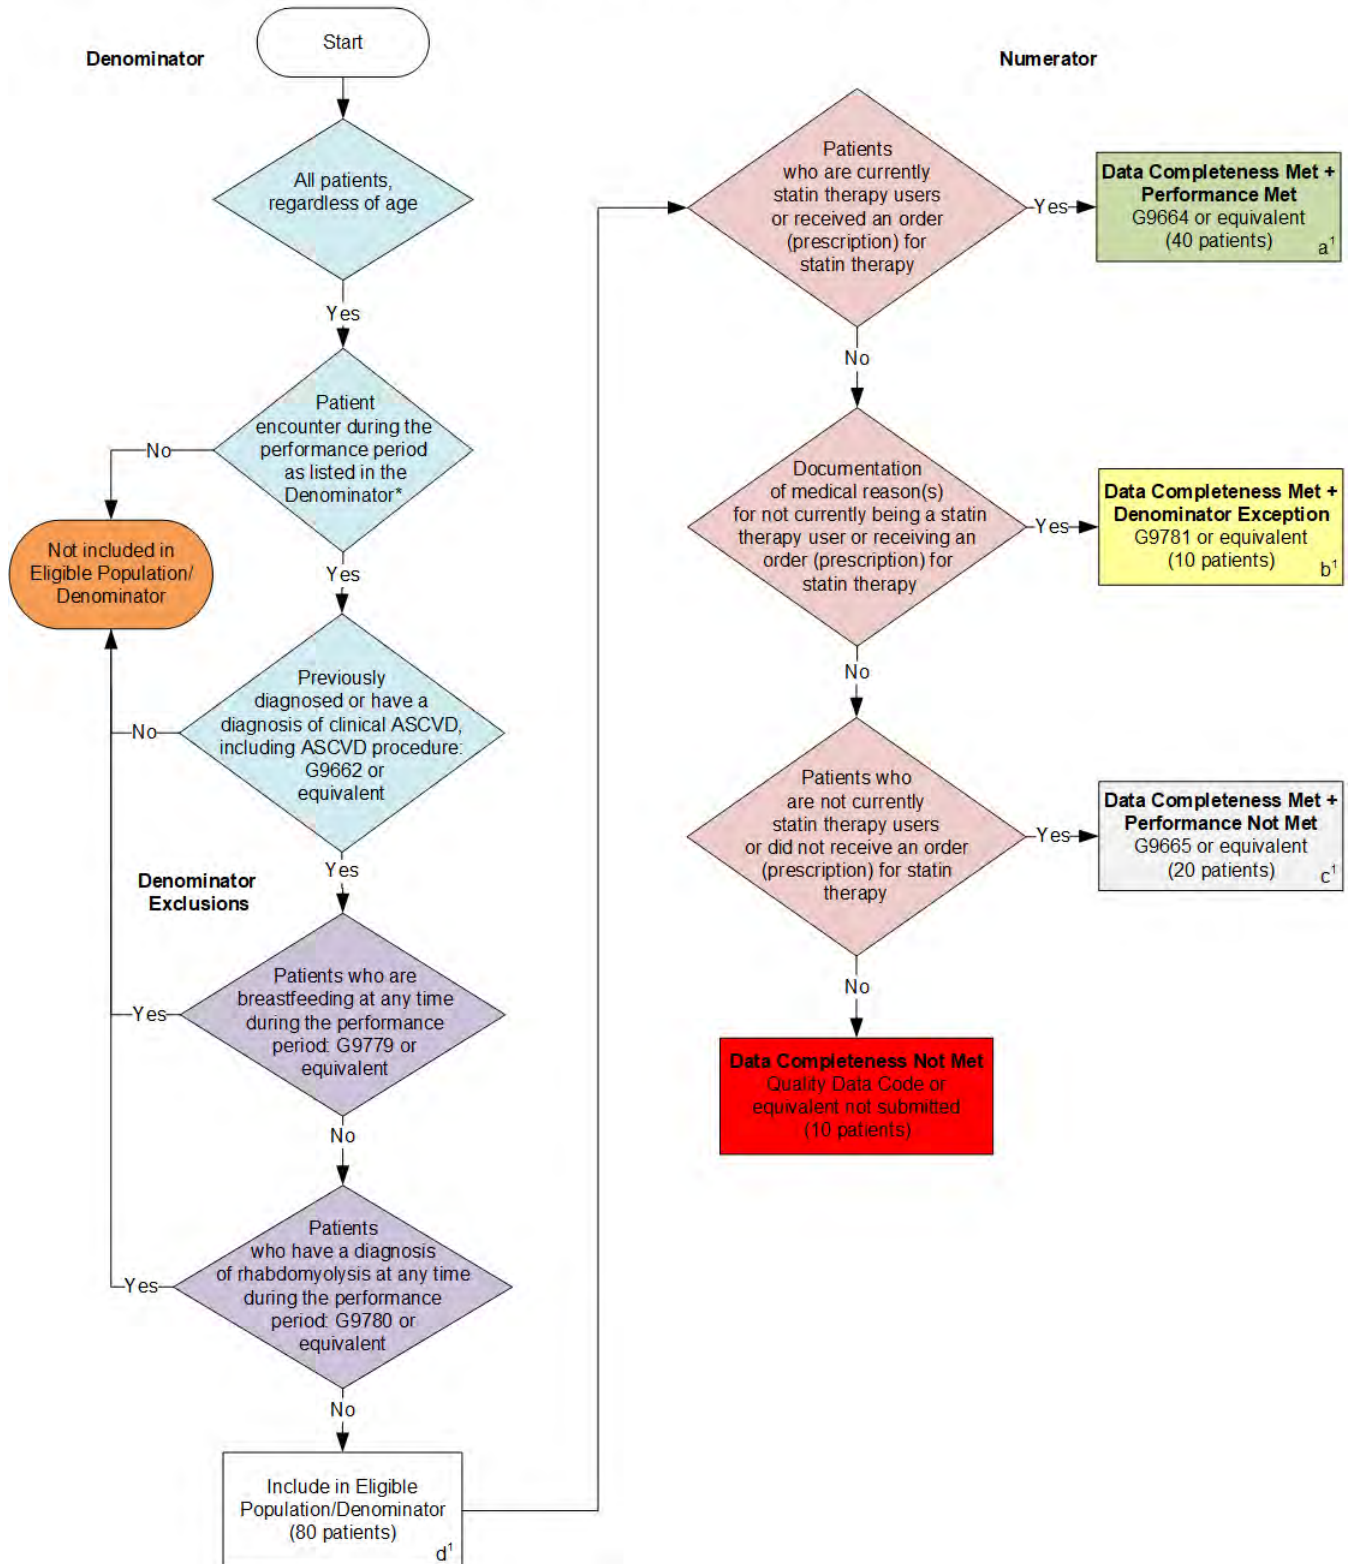 Start
Denominator
All patients,
regardless of age
Yes
Patient
encounter during the
performance period
as listed in the
Denominator*
No
Not included in
Eligible Population/
Denominator
Yes
Previously
diagnosed or have a
diagnosis of clinical ASCVD,
including ASCVD procedure:
G9662 or
equivalent
No
Yes
Denominator
Exclusions
Patients who are
breastfeeding at any time
during the performance
period: G9779 or
equivalent
Yes
No
Patients
who have a diagnosis
of rhabdomyolysis at any time
during the performance
period: G9780 or
equivalent
Yes
No
Include in Eligible
Population/Denominator
(80 patients)
d¹
Numerator
Patients
who are currently
statin therapy users
or received an order
(prescription) for
statin therapy
Yes
Data Completeness Met +
Performance Met
G9664 or equivalent
(40 patients)
a¹
No
Documentation
of medical reason(s)
for not currently being a statin
therapy user or receiving an
order (prescription) for
statin therapy
Yes
Data Completeness Met +
Denominator Exception
G9781 or equivalent
(10 patients)
b¹
No
Patients who
are not currently
statin therapy users
or did not receive an order
(prescription) for statin
therapy
Yes
Data Completeness Met +
Performance Not Met
G9665 or equivalent
(20 patients)
c¹
No
Data Completeness Not Met
Quality Data Code or
equivalent not submitted
(10 patients)